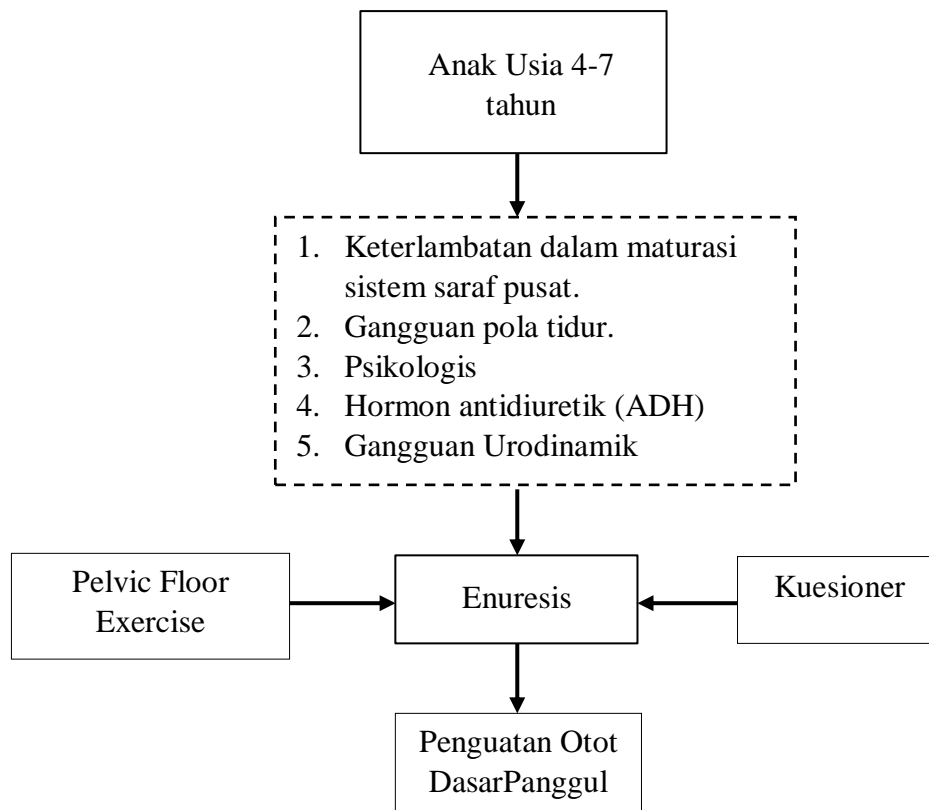 Anak Usia 4-7
tahun
1. Keterlambatan dalam maturasi
sistem saraf pusat.
2. Gangguan pola tidur.
3. Psikologis
4. Hormon antidiuretik (ADH)
5. Gangguan Urodinamik
Pelvic Floor
Exercise
Enuresis
Kuesioner
Penguatan Otot
DasarPanggul